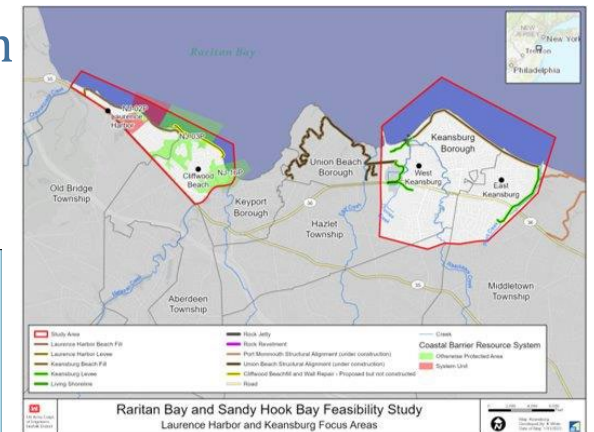 n
Raritan Bay
NEW JERSEY
New York
Trenton
Philadelphia
NJ-02P
Laurence
Harbor
Cliffwood
Beach
Old Bridge
Township
Keyport
Borough
Union Beach
Borough
Keansburg
Borough
West
Keansburg
East
Keansburg
Hazlet
Township
Aberdeen
Township
Middletown
Township
36
Study Area
Laurence Harbor Beach Fill
Laurence Harbor Levee
Keansburg Beach Fill
Keansburg Levee
Living Shoreline
Rock Jetty
Rock Revetment
Port Monmouth Structural Alignment (under construction)
Union Beach Structural Alignment (under construction)
Cliffwood Beachfill and Wall Repair - Proposed but not constructed
Road
Creek
Coastal Barrier Resource System
Otherwise Protected Area
System Unit
Raritan Bay and Sandy Hook Bay Feasibility Study
Laurence Harbor and Keansburg Focus Areas